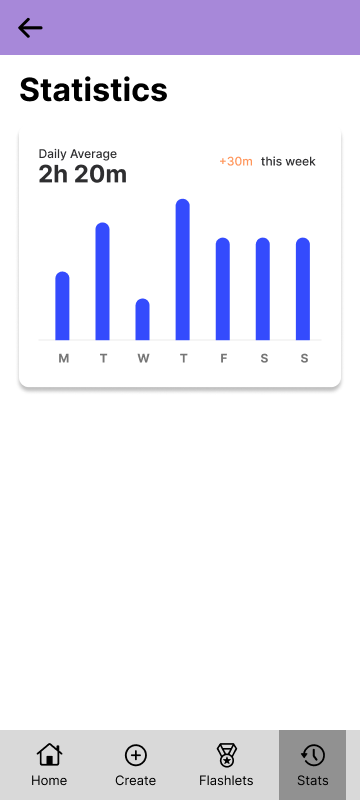 Statistics
Daily Average
2h 20m
+30m this week
M T W T F S S
Home Create Flashlets Stats